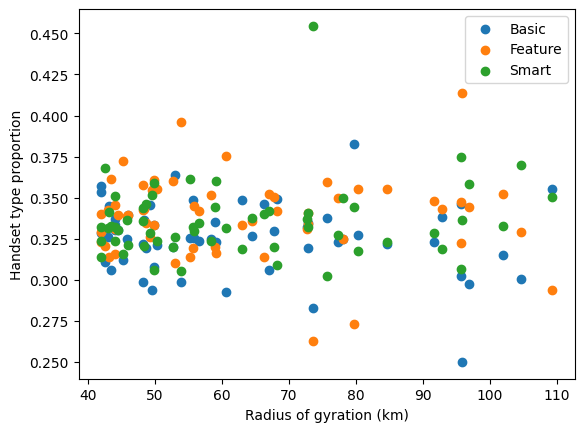 Basic
Feature
Smart
Handset type proportion
0.450
0.425
0.400
0.375
0.350
0.325
0.300
0.275
0.250
40 50 60 70 80 90 100 110
Radius of gyration (km)